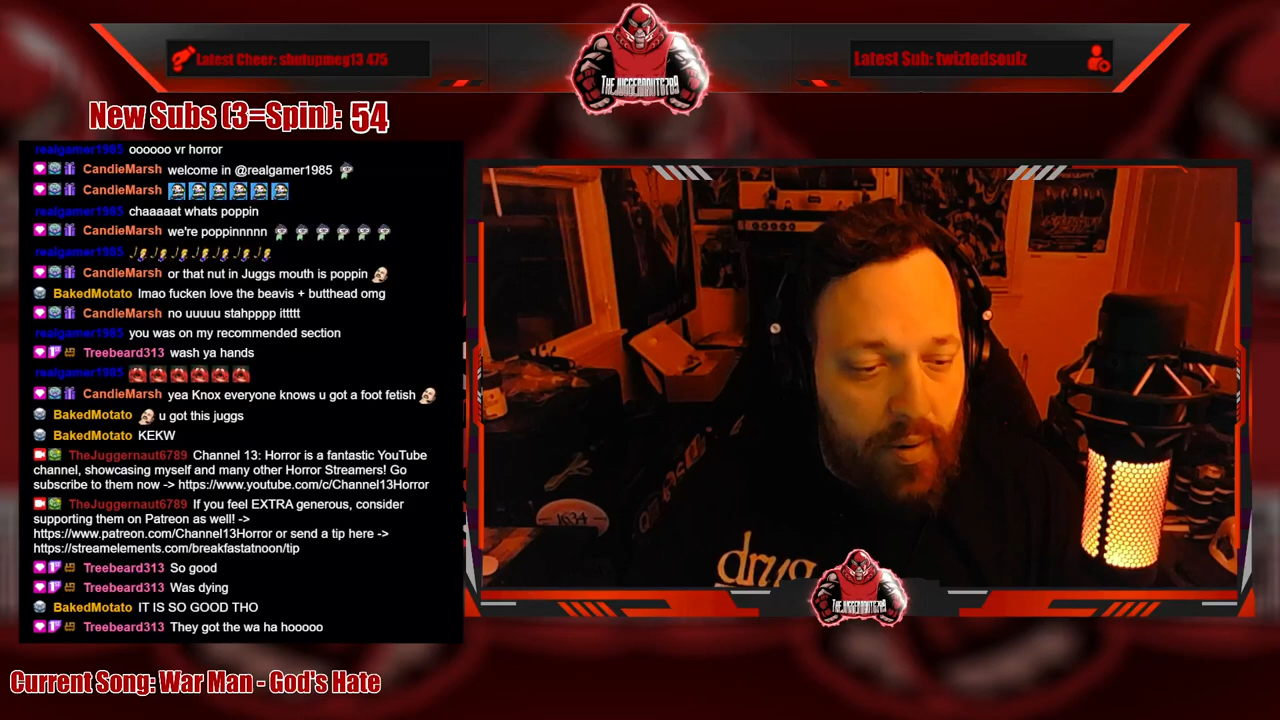 Latest Cheer: shutupmeg13 475
THEJUGGERNAUT6789
Latest Sub: twiztedsoulz
New Subs (3=Spin): 54
realgamer1985 oooooo vr horror
CandieMarsh welcome in @realgamer1985
CandieMarsh
realgamer1985 chaaaaat whats poppin
CandieMarsh we're poppinnnnn
realgamer1985
CandieMarsh or that nut in Juggs mouth is poppin
BakedMotato lmao fucken love the beavis + butthead omg
CandieMarsh no uuuuu stahpppp ittttt
realgamer1985 you was on my recommended section
Treebeard313 wash ya hands
realgamer1985
CandieMarsh yea Knox everyone knows u got a foot fetish
BakedMotato u got this juggs
BakedMotato KEKW
TheJuggernaut6789 Channel 13: Horror is a fantastic YouTube
channel, showcasing myself and many other Horror Streamers! Go
subscribe to them now -> https://www.youtube.com/c/Channel13Horror
TheJuggernaut6789 If you feel EXTRA generous, consider
supporting them on Patreon as well! ->
https://www.patreon.com/Channel13Horror or send a tip here ->
https://streamelements.com/breakfastatnoon/tip
Treebeard313 So good
Treebeard313 Was dying
BakedMotato IT IS SO GOOD THO
Treebeard313 They got the wa ha hooooo
1634
drug
THEJUGGERNAUT6789
Current Song: War Man - God's Hate